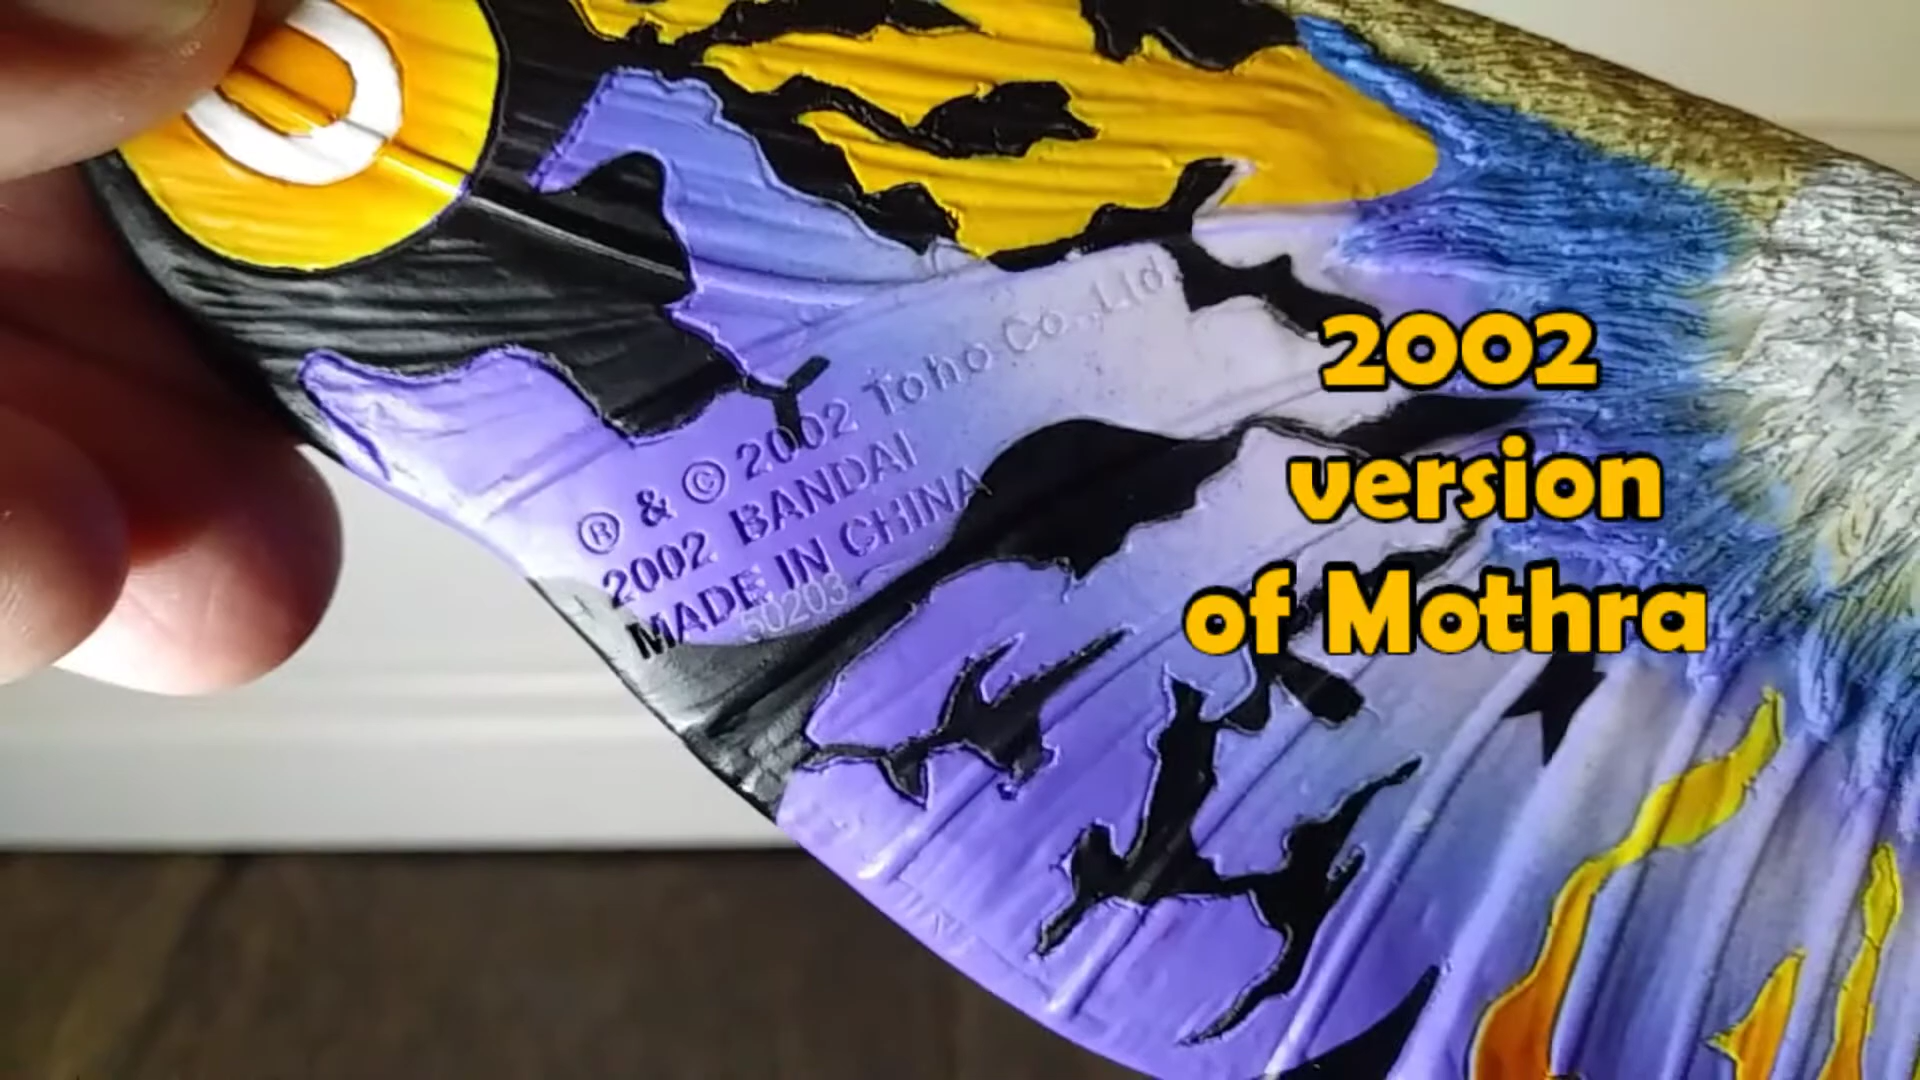 ® & © 2002 Toho Co.,Ltd.
2002 BANDAI
MADE IN CHINA
50203
2002
version
of Mothra